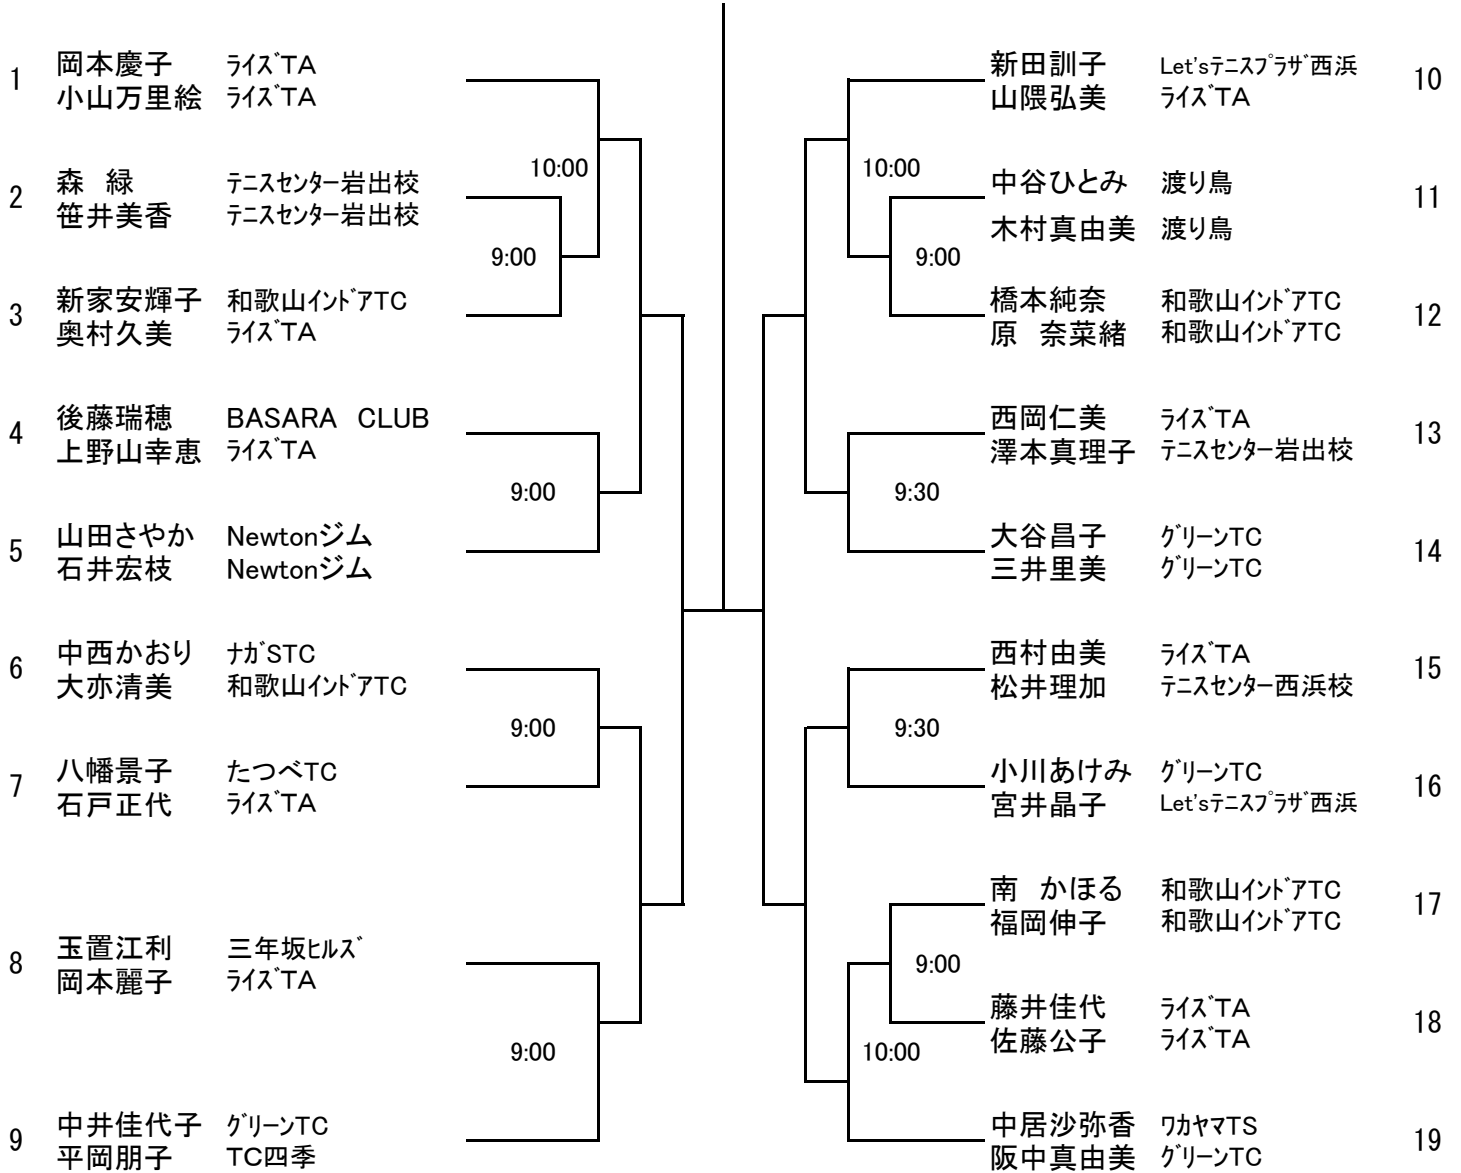 1 岡本慶子 ﾗｲｽﾞTA
小山万里絵 ﾗｲｽﾞTA
10:00
2 森 緑 ﾃﾆｽｾﾝﾀｰ岩出校
笹井美香 ﾃﾆｽｾﾝﾀｰ岩出校
9:00
3 新家安輝子 和歌山ｲﾝﾄﾞｱTC
奥村久美 ﾗｲｽﾞTA
4 後藤瑞穂 BASARA CLUB
上野山幸恵 ﾗｲｽﾞTA
9:00
5 山田さやか Newtonジム
石井宏枝 Newtonジム
6 中西かおり ﾅｶﾞSTC
大亦清美 和歌山ｲﾝﾄﾞｱTC
9:00
7 八幡景子 たつべTC
石戸正代 ﾗｲｽﾞTA
8 玉置江利 三年坂ﾋﾙｽﾞ
岡本麗子 ﾗｲｽﾞTA
9:00
9 中井佳代子 ｸﾞﾘｰﾝTC
平岡朋子 TC四季
新田訓子 Let'sﾃﾆｽﾌﾟﾗｻﾞ西浜 10
山隈弘美 ﾗｲｽﾞTA
10:00
中谷ひとみ 渡り鳥 11
木村真由美 渡り鳥
9:00
橋本純奈 和歌山ｲﾝﾄﾞｱTC 12
原 奈菜緒 和歌山ｲﾝﾄﾞｱTC
西岡仁美 ﾗｲｽﾞTA 13
澤本真理子 ﾃﾆｽｾﾝﾀｰ岩出校
9:30
大谷昌子 ｸﾞﾘｰﾝTC 14
三井里美 ｸﾞﾘｰﾝTC
西村由美 ﾗｲｽﾞTA 15
松井理加 ﾃﾆｽｾﾝﾀｰ西浜校
9:30
小川あけみ ｸﾞﾘｰﾝTC 16
宮井晶子 Let'sﾃﾆｽﾌﾟﾗｻﾞ西浜
南 かほる 和歌山ｲﾝﾄﾞｱTC 17
福岡伸子 和歌山ｲﾝﾄﾞｱTC
9:00
藤井佳代 ﾗｲｽﾞTA 18
佐藤公子 ﾗｲｽﾞTA
10:00
中居沙弥香 ﾜｶﾔﾏTS 19
阪中真由美 ｸﾞﾘｰﾝTC